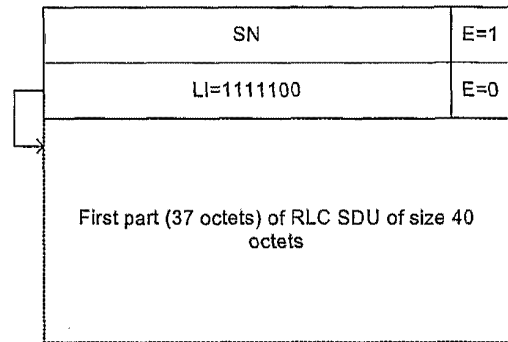 SN E=1
LI=1111100 E=0
First part (37 octets) of RLC SDU of size 40
octets